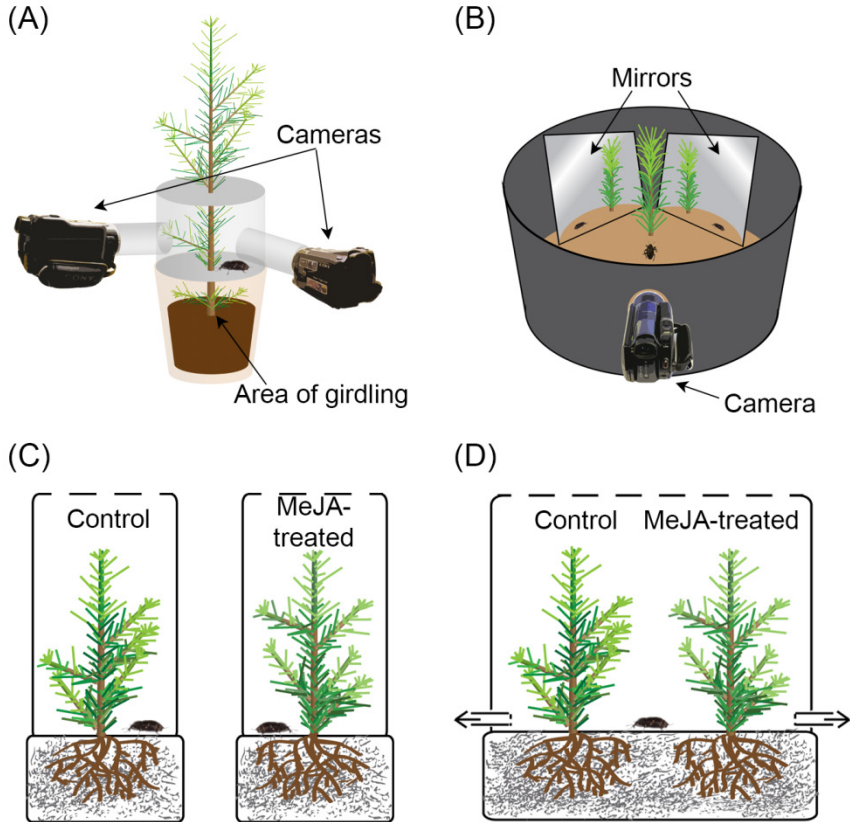 (A)
Cameras
Area of girdling
(B)
Mirrors
Camera
(C)
Control
MeJA-
treated
(D)
Control MeJA-treated